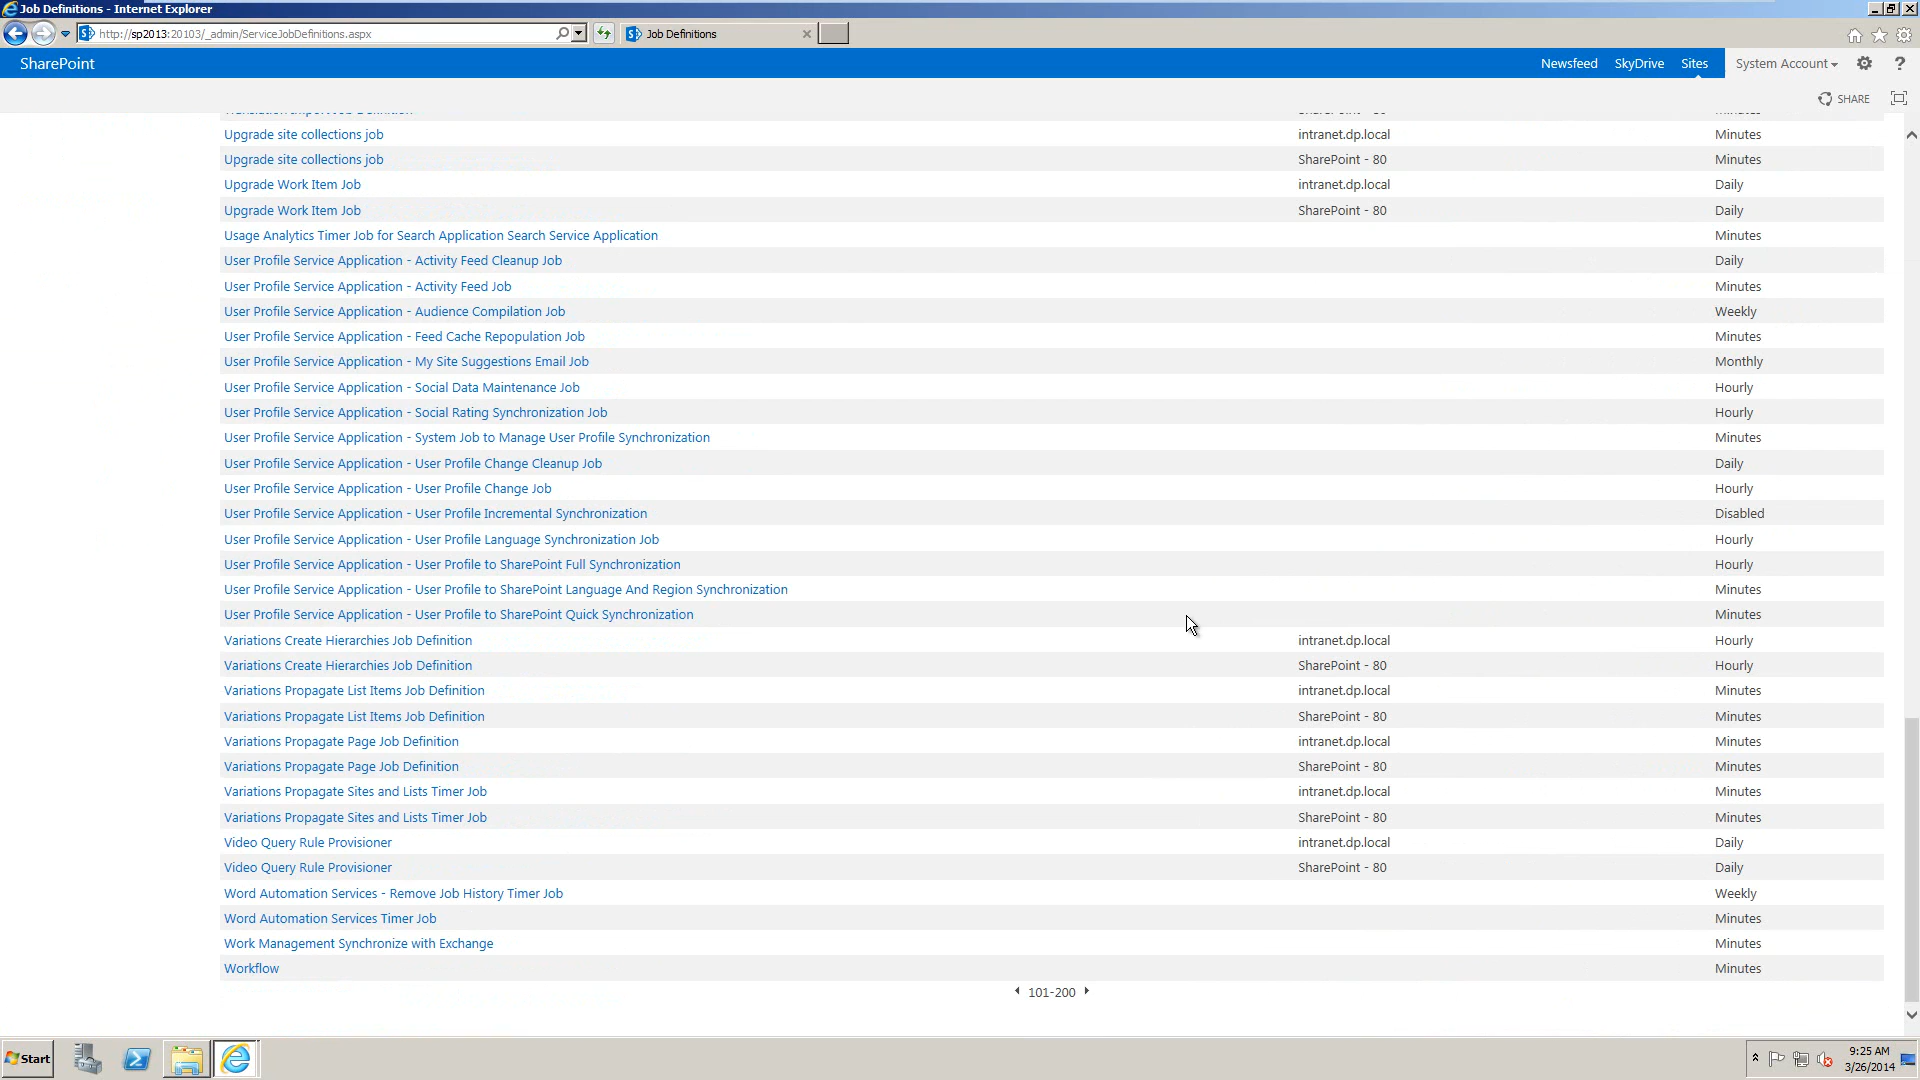 Job Definitions - Internet Explorer
http://sp2013:20103/_admin/ServiceJobDefinitions.aspx
Job Definitions
SharePoint
Newsfeed SkyDrive Sites System Account ?
SHARE
Upgrade site collections job intranet.dp.local Minutes
Upgrade site collections job SharePoint - 80 Minutes
Upgrade Work Item Job intranet.dp.local Daily
Upgrade Work Item Job SharePoint - 80 Daily
Usage Analytics Timer Job for Search Application Search Service Application Minutes
User Profile Service Application - Activity Feed Cleanup Job Daily
User Profile Service Application - Activity Feed Job Minutes
User Profile Service Application - Audience Compilation Job Weekly
User Profile Service Application - Feed Cache Repopulation Job Minutes
User Profile Service Application - My Site Suggestions Email Job Monthly
User Profile Service Application - Social Data Maintenance Job Hourly
User Profile Service Application - Social Rating Synchronization Job Hourly
User Profile Service Application - System Job to Manage User Profile Synchronization Minutes
User Profile Service Application - User Profile Change Cleanup Job Daily
User Profile Service Application - User Profile Change Job Hourly
User Profile Service Application - User Profile Incremental Synchronization Disabled
User Profile Service Application - User Profile Language Synchronization Job Hourly
User Profile Service Application - User Profile to SharePoint Full Synchronization Hourly
User Profile Service Application - User Profile to SharePoint Language And Region Synchronization Minutes
User Profile Service Application - User Profile to SharePoint Quick Synchronization Minutes
Variations Create Hierarchies Job Definition intranet.dp.local Hourly
Variations Create Hierarchies Job Definition SharePoint - 80 Hourly
Variations Propagate List Items Job Definition intranet.dp.local Minutes
Variations Propagate List Items Job Definition SharePoint - 80 Minutes
Variations Propagate Page Job Definition intranet.dp.local Minutes
Variations Propagate Page Job Definition SharePoint - 80 Minutes
Variations Propagate Sites and Lists Timer Job intranet.dp.local Minutes
Variations Propagate Sites and Lists Timer Job SharePoint - 80 Minutes
Video Query Rule Provisioner intranet.dp.local Daily
Video Query Rule Provisioner SharePoint - 80 Daily
Word Automation Services - Remove Job History Timer Job Weekly
Word Automation Services Timer Job Minutes
Work Management Synchronize with Exchange Minutes
Workflow Minutes
101-200
Start
9:25 AM
3/26/2014